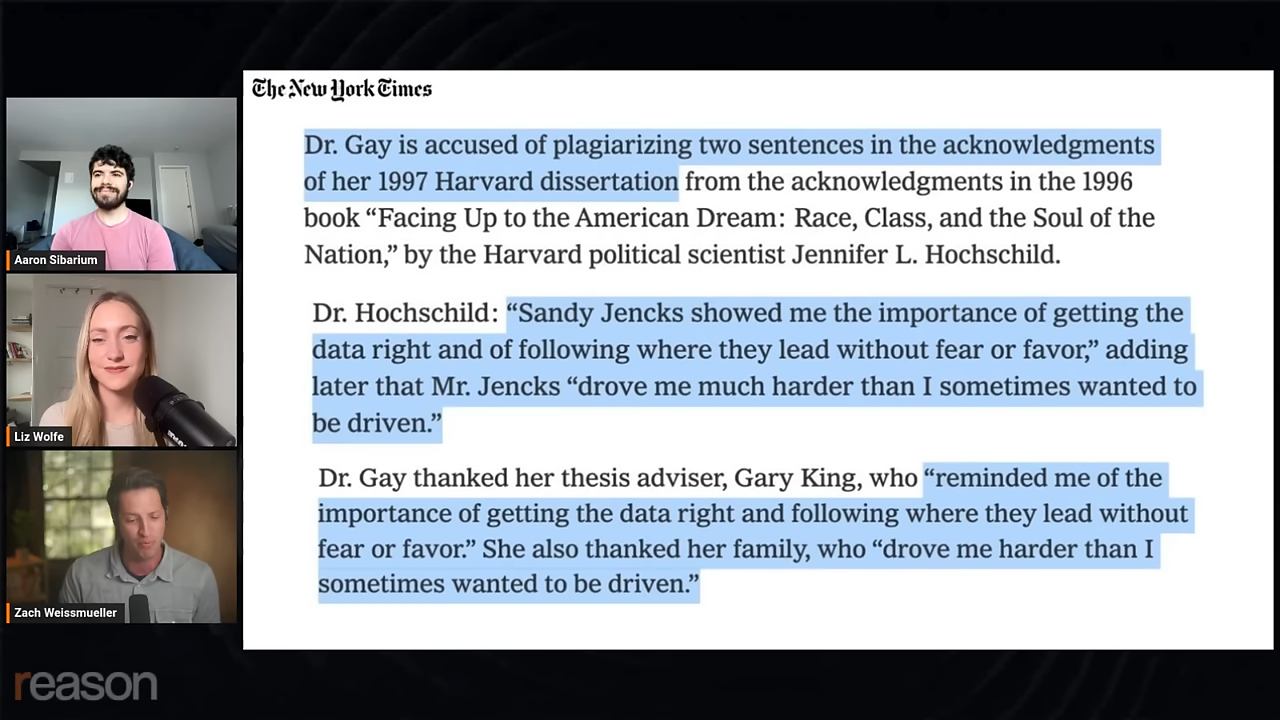 The New York Times
Dr. Gay is accused of plagiarizing two sentences in the acknowledgments
of her 1997 Harvard dissertation from the acknowledgments in the 1996
book “Facing Up to the American Dream: Race, Class, and the Soul of the
Nation,” by the Harvard political scientist Jennifer L. Hochschild.
Dr. Hochschild: “Sandy Jencks showed me the importance of getting the
data right and of following where they lead without fear or favor,” adding
later that Mr. Jencks “drove me much harder than I sometimes wanted to
be driven.”
Dr. Gay thanked her thesis adviser, Gary King, who “reminded me of the
importance of getting the data right and following where they lead without
fear or favor.” She also thanked her family, who “drove me harder than I
sometimes wanted to be driven.”
Aaron Sibarium
Liz Wolfe
Zach Weissmueller
reason